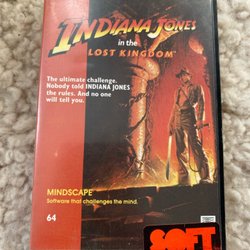 INDIANA JONES
in the
LOST KINGDOM
The ultimate challenge.
Nobody told INDIANA JONES
the rules. And no one
will tell you.
MINDSCAPE
Software that challenges the mind.
64
SOFT